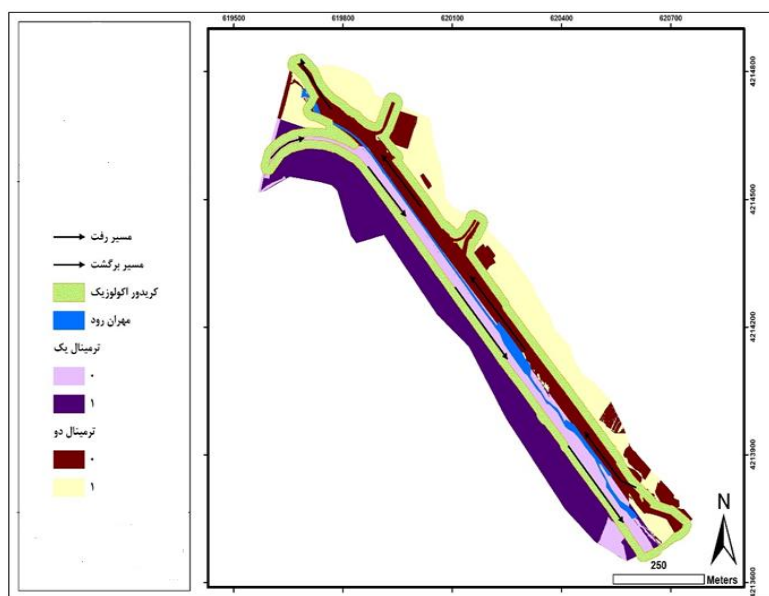 619500 619800 620100 620400 620700
4214800
4214500
4214200
4213900
4213600
مسیر رفت
مسیر برگشت
کریدور اکولوزیک
مهران رود
ترمینال یک
۰
۱
ترمینال دو
۰
۱
N
250
Meters